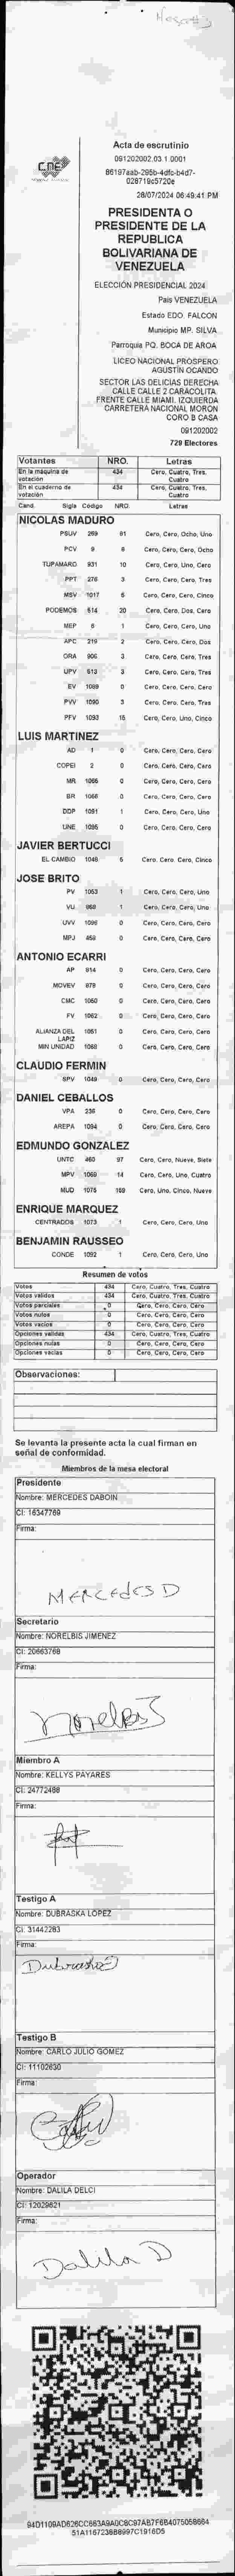 Mesa
CNE
Acta de escrutinio
091202002.03.1.0001
86197aab-295b-4dfc-b4d7-
028719c5720e
28/07/2024 06:49:41 PM
PRESIDENTA O
PRESIDENTE DE LA
REPUBLICA
BOLIVARIANA DE
VENEZUELA
ELECCIÓN PRESIDENCIAL 2024
País VENEZUELA
Estado EDO. FALCON
Municipio MP. SILVA
Parroquia PQ. BOCA DE AROA
LICEO NACIONAL PROSPERO
AGUSTIN OCANDO
SECTOR LAS DELICIAS DERECHA
CALLE CALLE 2 CARACOLITA.
FRENTE CALLE MIAMI. IZQUIERDA
CARRETERA NACIONAL MORON
CORO B CASA
091202002
729 Electores
Votantes NRO. Letras
En la máquina de votación 434 Cero, Cuatro, Tres, Cuatro
En el cuaderno de votación 434 Cero, Cuatro, Tres, Cuatro
Cand. Sigla Código NRO. Letras
NICOLAS MADURO
PSUV 269 81 Cero, Cero, Ocho, Uno
PCV 8 Cero, Cero, Cero, Ocho
TUPAMARO 931 10 Cero, Cero, Uno, Cero
PPT 276 3 Cero, Cero, Cero, Tres
MSV 1017 5 Cero, Cero, Cero, Cinco
PODEMOS 514 20 Cero, Cero, Dos, Cero
MEP 6 1 Cero, Cero, Cero, Uno
APC 219 2 Cero, Cero, Cero, Dos
ORA 906 3 Cero, Cero, Cero, Tres
UPV 613 3 Cero, Cero, Cero, Tres
EV 1089 0 Cero, Cero, Cero, Cero
PVV 1090 3 Cero, Cero, Cero, Tres
PFV 1093 15 Cero, Cero, Uno, Cinco
LUIS MARTINEZ
AD 1 0 Cero, Cero, Cero, Cero
COPEI 2 0 Cero, Cero, Cero, Cero
MR 1066 0 Cero, Cero, Cero, Cero
BR 1068 0 Cero, Cero, Cero, Cero
DDP 1091 1 Cero, Cero, Cero, Uno
UNE 1095 0 Cero, Cero, Cero, Cero
JAVIER BERTUCCI
EL CAMBIO 1048 5 Cero, Cero, Cero, Cinco
JOSE BRITO
PV 1053 1 Cero, Cero, Cero, Uno
VU 968 1 Cero, Cero, Cero, Uno
UVV 1096 0 Cero, Cero, Cero, Cero
MPJ 458 0 Cero, Cero, Cero, Cero
ANTONIO ECARRI
AP 914 0 Cero, Cero, Cero, Cero
MOVEV 979 0 Cero, Cero, Cero, Cero
CMC 1060 0 Cero, Cero, Cero, Cero
FV 1062 0 Cero, Cero, Cero, Cero
ALIANZA DEL LAPIZ 1051 0 Cero, Cero, Cero, Cero
MIN UNIDAD 1068 0 Cero, Cero, Cero, Cero
CLAUDIO FERMIN
SPV 1049 0 Cero, Cero, Cero, Cero
DANIEL CEBALLOS
VPA 236 0 Cero, Cero, Cero, Cero
AREPA 1094 0 Cero, Cero, Cero, Cero
EDMUNDO GONZALEZ
UNTC 460 97 Cero, Cero, Nueve, Siete
MPV 1069 14 Cero, Cero, Uno, Cuatro
MUD 1075 159 Cero, Uno, Cinco, Nueve
ENRIQUE MARQUEZ
CENTRADOS 1073 1 Cero, Cero, Cero, Uno
BENJAMIN RAUSSEO
CONDE 1092 1 Cero, Cero, Cero, Uno
Resumen de votos
Votos 434 Cero, Cuatro, Tres, Cuatro
Votos validos 434 Cero, Cuatro, Tres, Cuatro
Votos parciales 0 Cero, Cero, Cero, Cero
Votos nulos 0 Cero, Cero, Cero, Cero
Votos vacios 0 Cero, Cero, Cero, Cero
Opciones validas 434 Cero, Cuatro, Tres, Cuatro
Opciones nulas 0 Cero, Cero, Cero, Cero
Opciones vacias 0 Cero, Cero, Cero, Cero
Observaciones:
Se levanta la presente acta la cual firman en
señal de conformidad.
Miembros de la mesa electoral
Presidente
Nombre: MERCEDES DABOIN
CI: 16347769
Firma:
MERCEdES D
Secretario
Nombre: NORELBIS JIMENEZ
CI: 20663768
Firma:
Norelbis J
Miembro A
Nombre: KELLYS PAYARES
CI: 24772488
Firma:
Testigo A
Nombre: DUBRASKA LOPEZ
CI: 31442283
Firma:
Dubraska
Testigo B
Nombre: CARLO JULIO GOMEZ
CI: 11102630
Firma:
Operador
Nombre: DALILA DELCI
CI: 12029621
Firma:
Dalila D
94D1109AD626CC663A9A0C8C97AB7F6B4075058664
51A1167236B8997C1916D5